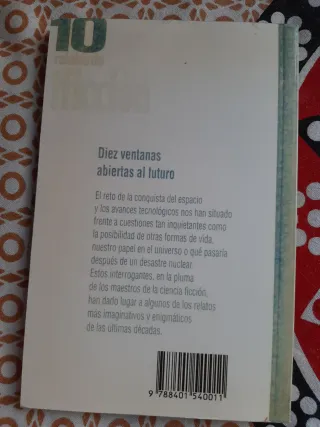 10
Diez ventanas
abiertas al futuro
El reto de la conquista del espacio
y los avances tecnológicos nos han situado
frente a cuestiones tan inquietantes como
la posibilidad de otras formas de vida,
nuestro papel en el universo o qué pasaría
después de un desastre nuclear.
Estos interrogantes, en la pluma
de los maestros de la ciencia ficción,
han dado lugar a algunos de los relatos
más imaginativos y enigmáticos
de las últimas décadas.
9 788401 540011